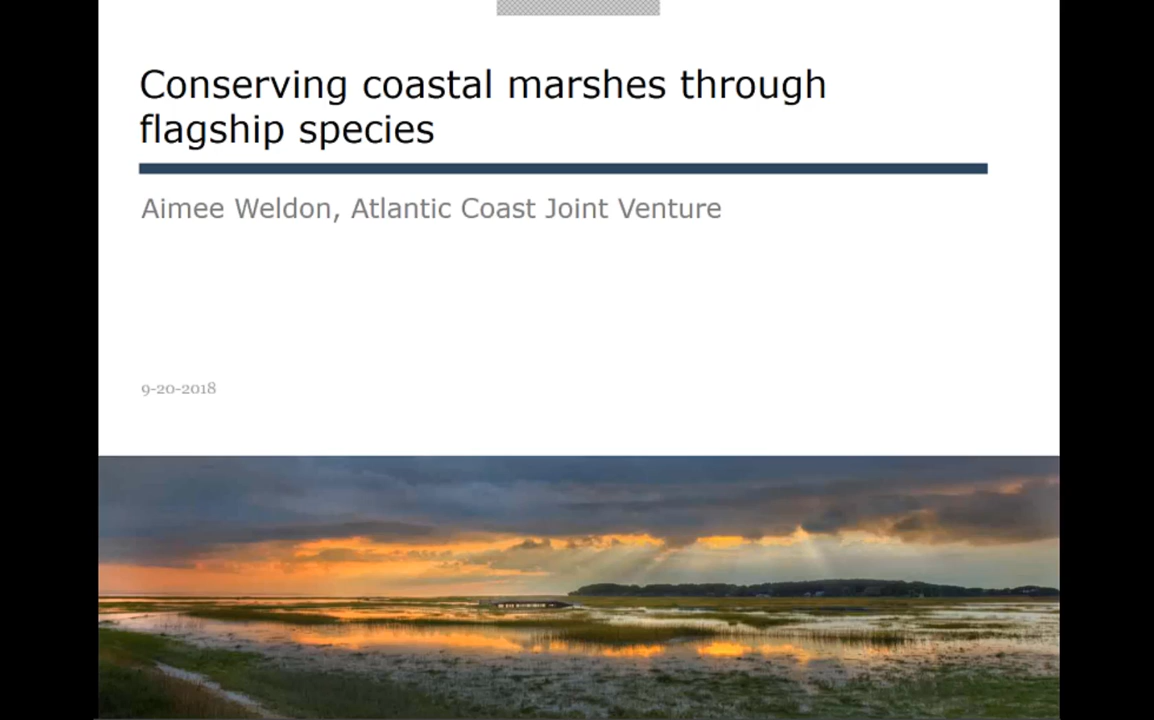 Conserving coastal marshes through
flagship species
Aimee Weldon, Atlantic Coast Joint Venture
9-20-2018